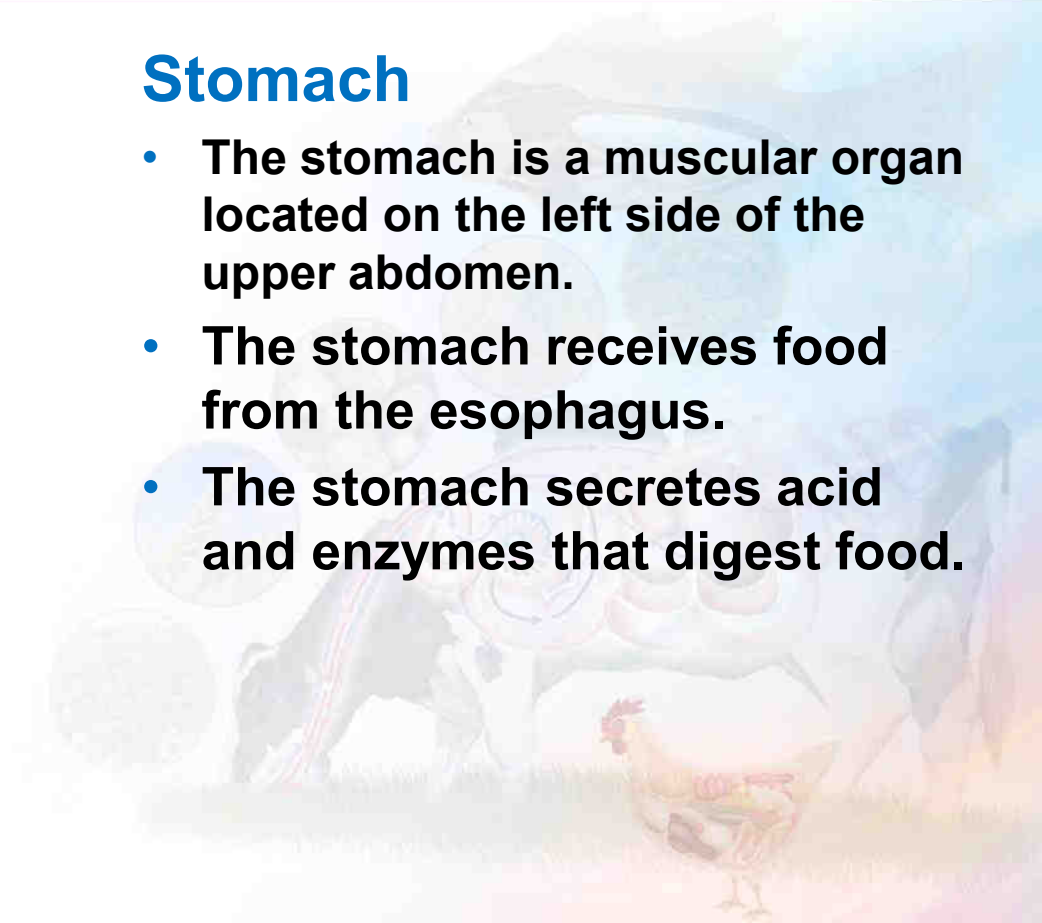 Stomach
• The stomach is a muscular organ
located on the left side of the
upper abdomen.
• The stomach receives food
from the esophagus.
• The stomach secretes acid
and enzymes that digest food.